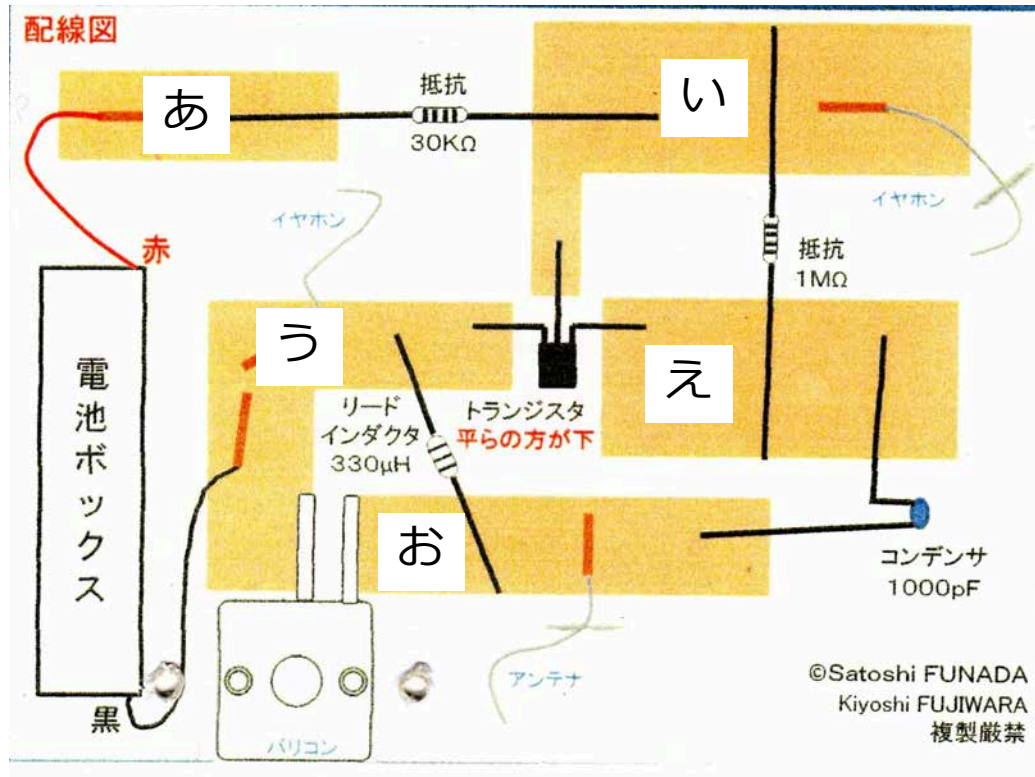 配線図
あ
抵抗
30KΩ
い
イヤホン
イヤホン
赤
抵抗
1MΩ
う
え
電池ボックス
リード
インダクタ
330μH
トランジスタ
平らの方が下
お
コンデンサ
1000pF
アンテナ
黒
バリコン
©Satoshi FUNADA
Kiyoshi FUJIWARA
複製厳禁